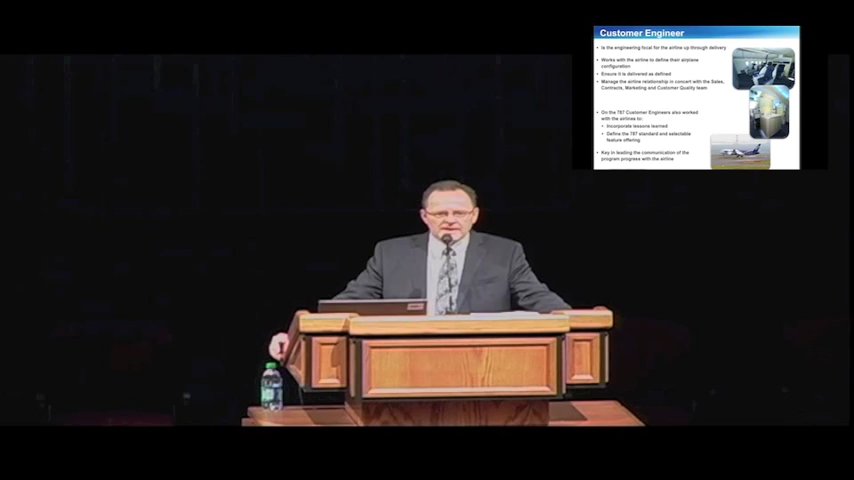 Customer Engineer
• Is the engineering focal for the airline up through delivery
• Works with the airline to define their airplane
configuration
• Ensure it is delivered as defined
• Manage the airline relationship in concert with the Sales,
Contracts, Marketing and Customer Quality team
• On the 787 Customer Engineers also worked
with the airlines to:
• Incorporate lessons learned
• Define the 787 standard and selectable
feature offering
• Key in leading the communication of the
program progress with the airline